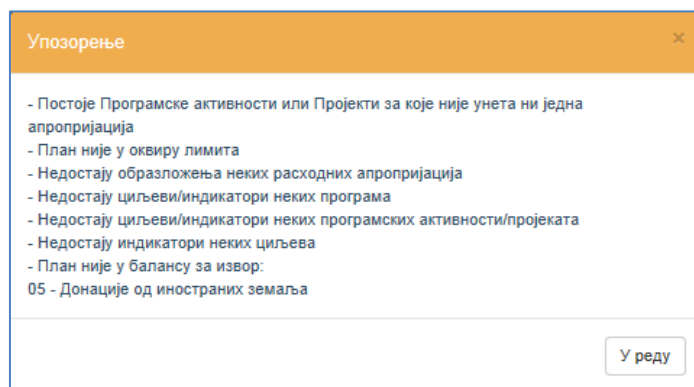 Упозорење
×
- Постоје Програмске активности или Пројекти за које није унета ни једна
апропријација
- План није у оквиру лимита
- Недостају образложења неких расходних апропријација
- Недостају циљеви/индикатори неких програма
- Недостају циљеви/индикатори неких програмских активности/пројеката
- Недостају индикатори неких циљева
- План није у балансу за извор:
05 - Донације од иностраних земаља
У реду